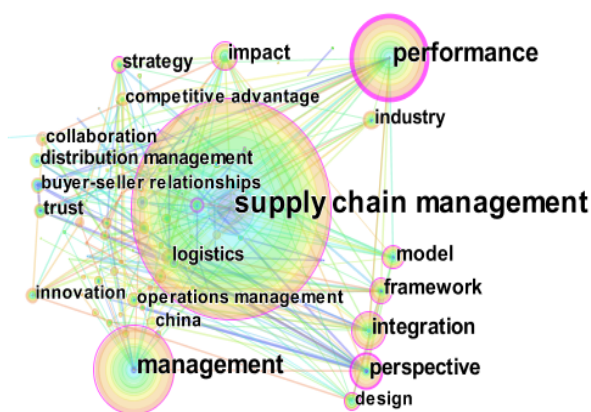 impact
performance
strategy
competitive advantage
industry
collaboration
distribution management
buyer-seller relationships
trust
supply chain management
logistics
model
framework
innovation
operations management
china
integration
management
perspective
design